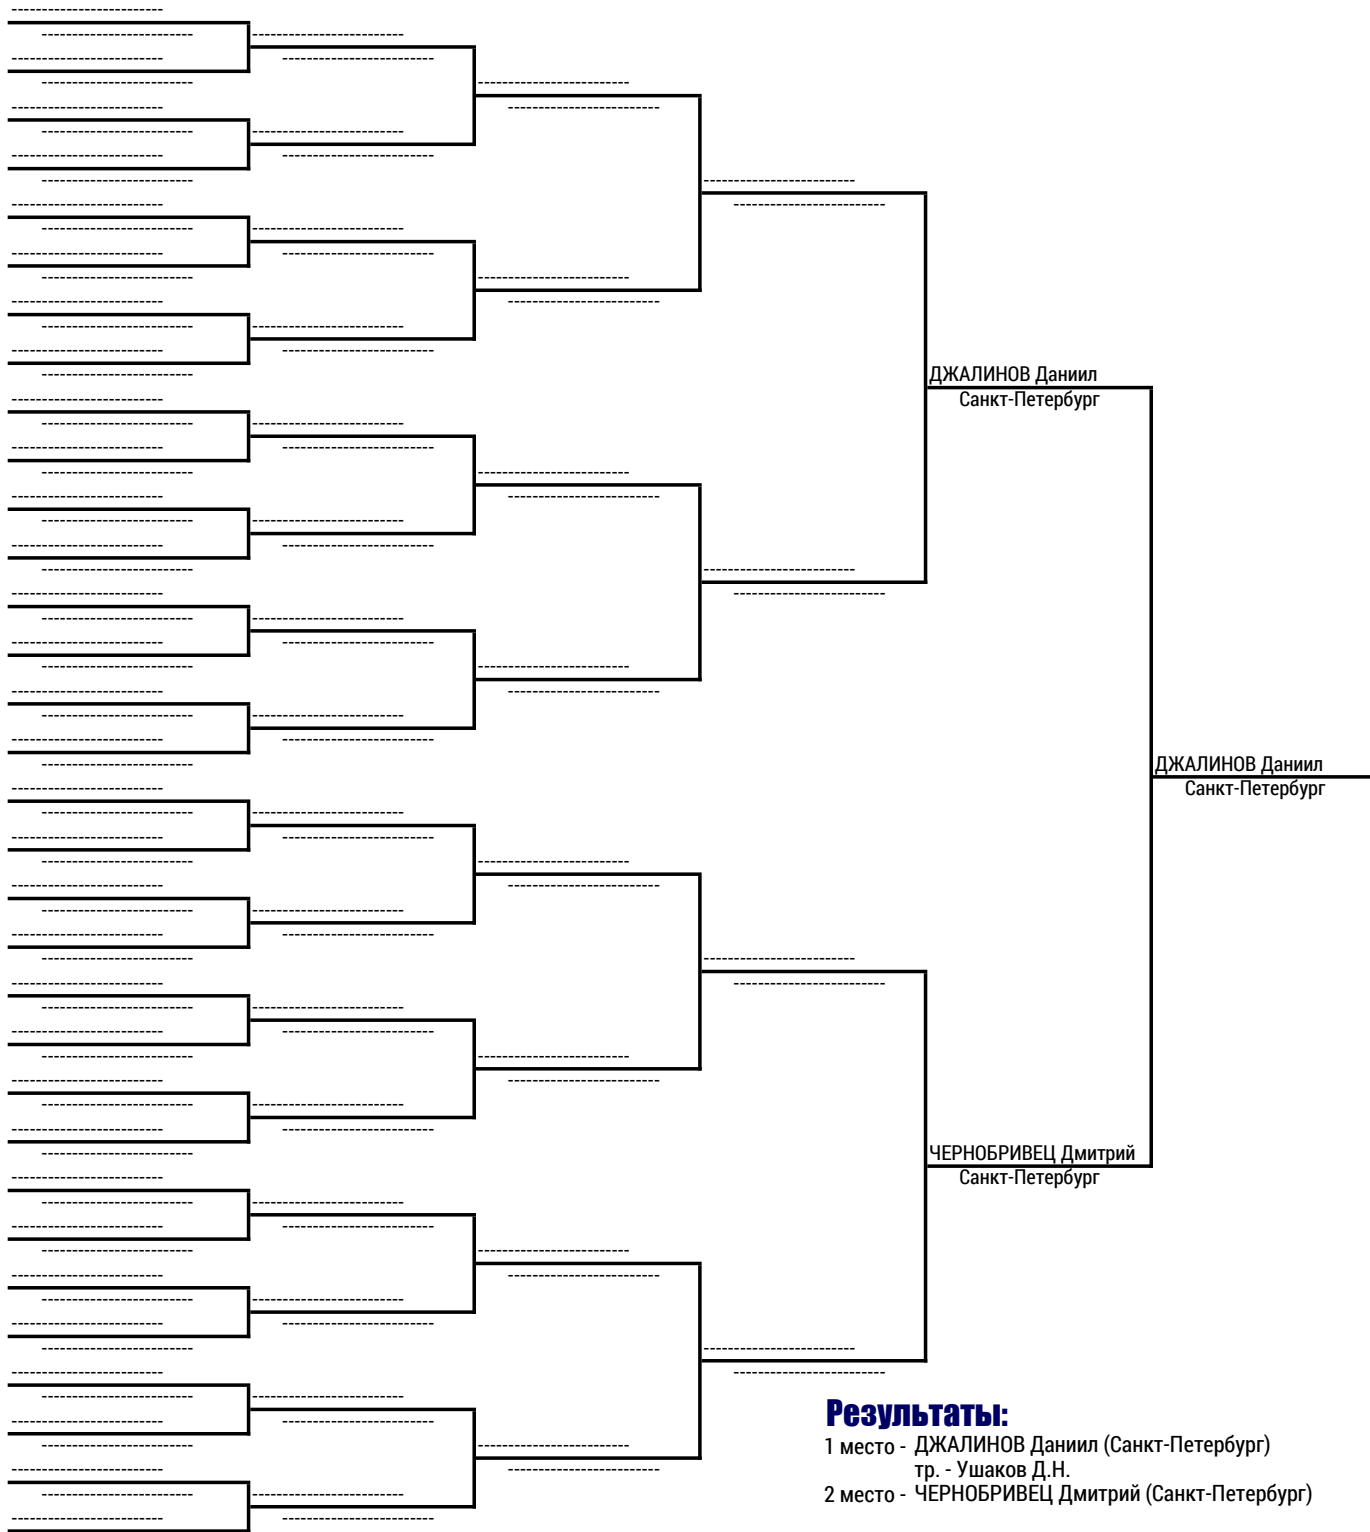 ДЖАЛИНОВ Даниил
Санкт-Петербург
ДЖАЛИНОВ Даниил
Санкт-Петербург
ЧЕРНОБРИВЕЦ Дмитрий
Санкт-Петербург
Результаты:
1 место - ДЖАЛИНОВ Даниил (Санкт-Петербург)
тр. - Ушаков Д.Н.
2 место - ЧЕРНОБРИВЕЦ Дмитрий (Санкт-Петербург)